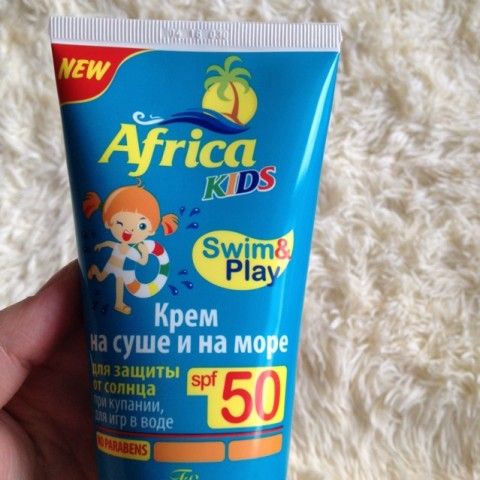 NEW
Africa
KIDS
Swim&
Play
Крем
на суше и на море
для защиты
от солнца
при купании,
для игр в воде
spf 50
NO PARABENS